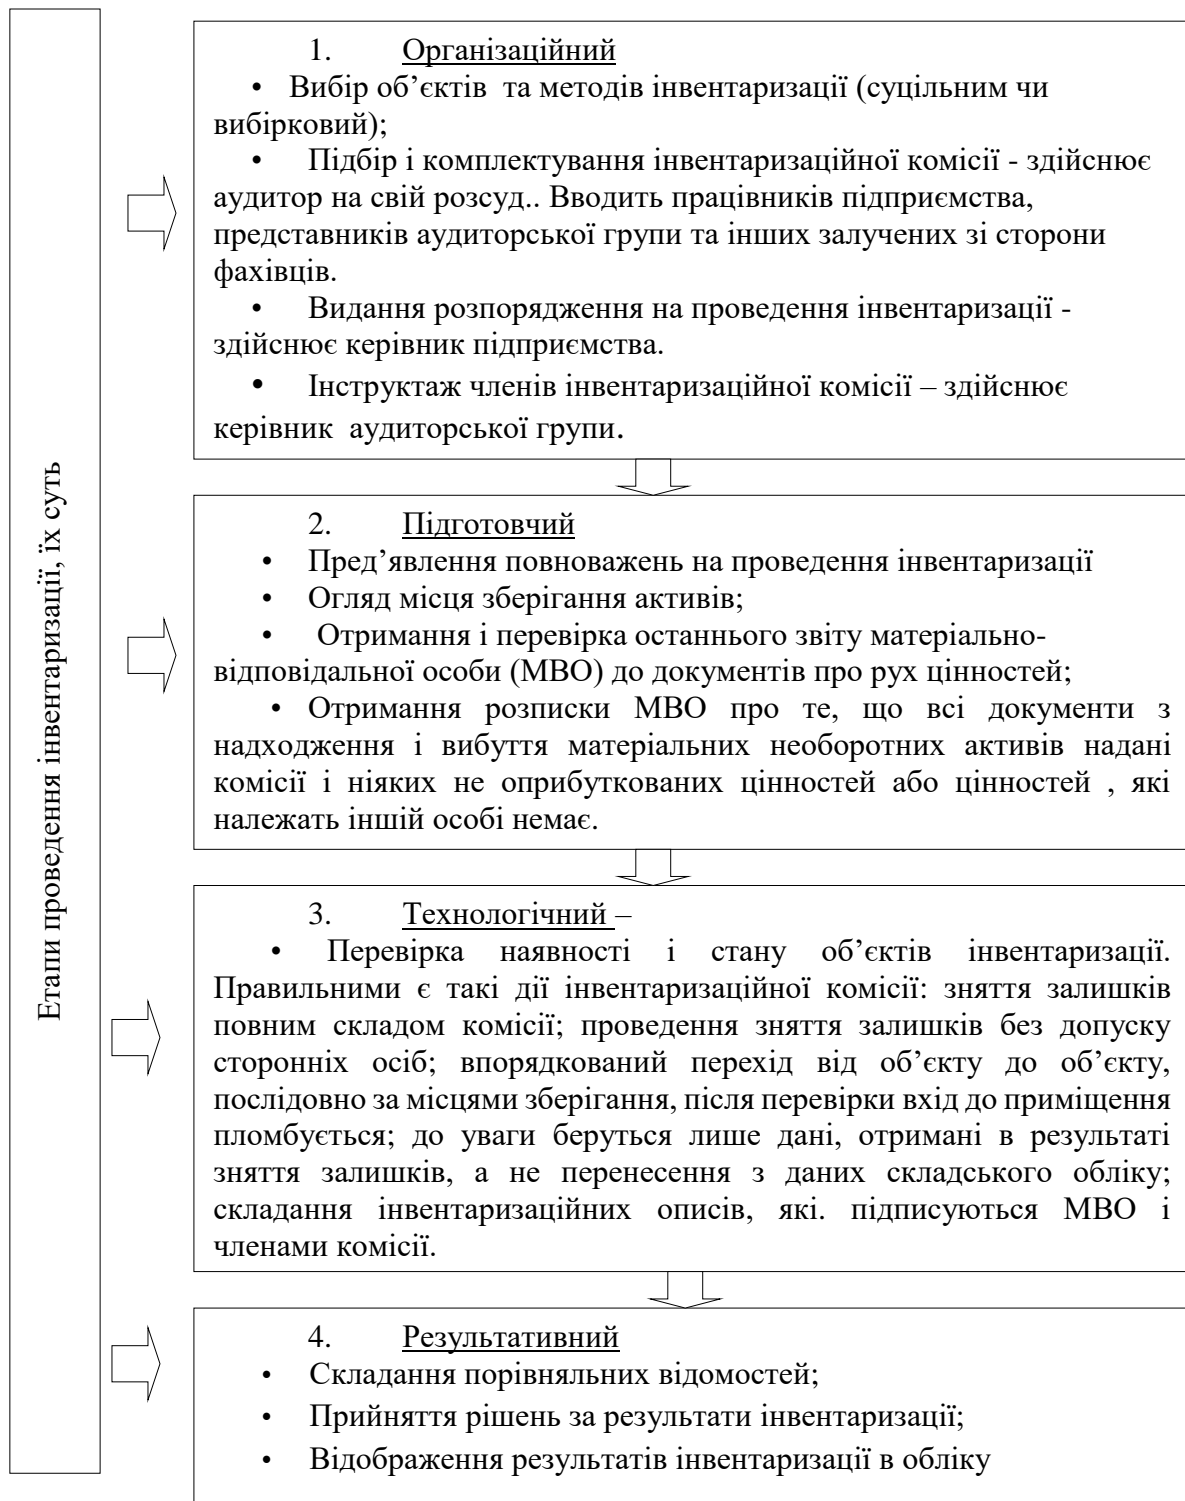 Етапи проведення інвентаризації, їх суть
1. Організаційний
• Вибір об’єктів та методів інвентаризації (суцільним чи
вибірковий);
• Підбір і комплектування інвентаризаційної комісії - здійснює
аудитор на свій розсуд.. Вводить працівників підприємства,
представників аудиторської групи та інших залучених зі сторони
фахівців.
• Видання розпорядження на проведення інвентаризації -
здійснює керівник підприємства.
• Інструктаж членів інвентаризаційної комісії – здійснює
керівник аудиторської групи.
2. Підготовчий
• Пред’явлення повноважень на проведення інвентаризації
• Огляд місця зберігання активів;
• Отримання і перевірка останнього звіту матеріально-
відповідальної особи (МВО) до документів про рух цінностей;
• Отримання розписки МВО про те, що всі документи з
надходження і вибуття матеріальних необоротних активів надані
комісії і ніяких не оприбуткованих цінностей або цінностей , які
належать іншій особі немає.
3. Технологічний –
• Перевірка наявності і стану об’єктів інвентаризації.
Правильними є такі дії інвентаризаційної комісії: зняття залишків
повним складом комісії; проведення зняття залишків без допуску
сторонніх осіб; впорядкований перехід від об’єкту до об’єкту,
послідовно за місцями зберігання, після перевірки вхід до приміщення
пломбується; до уваги беруться лише дані, отримані в результаті
зняття залишків, а не перенесення з даних складського обліку;
складання інвентаризаційних описів, які. підписуються МВО і
членами комісії.
4. Результативний
• Складання порівняльних відомостей;
• Прийняття рішень за результати інвентаризації;
• Відображення результатів інвентаризації в обліку